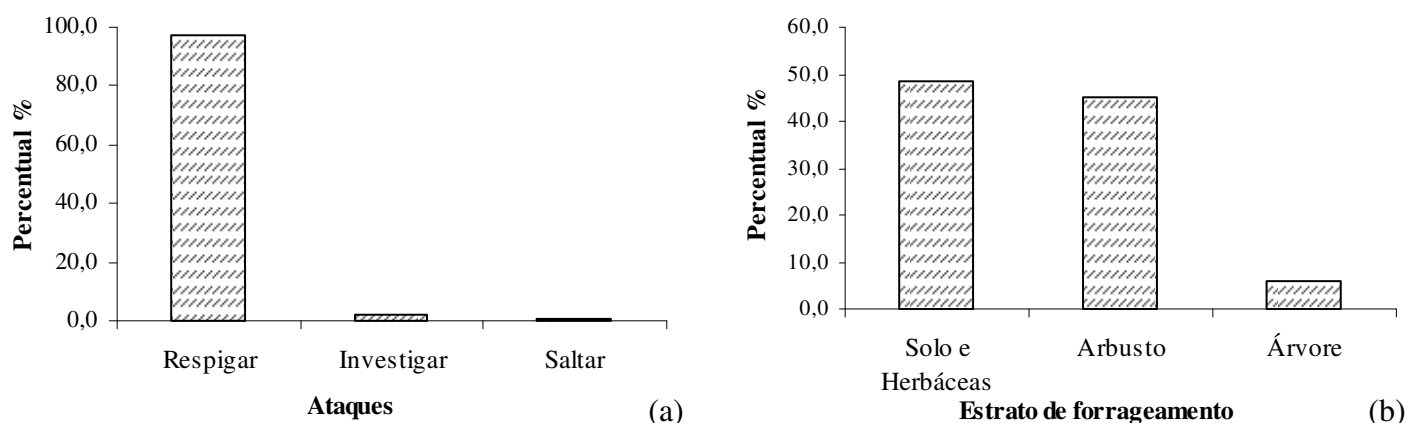 100,0
80,0
60,0
40,0
20,0
0,0
Percentual %
Respigar
Investigar
Saltar
Ataques
(a)
60,0
50,0
40,0
30,0
20,0
10,0
0,0
Percentual %
Solo e
Herbáceas
Arbusto
Árvore
Estrato de forrageamento
(b)